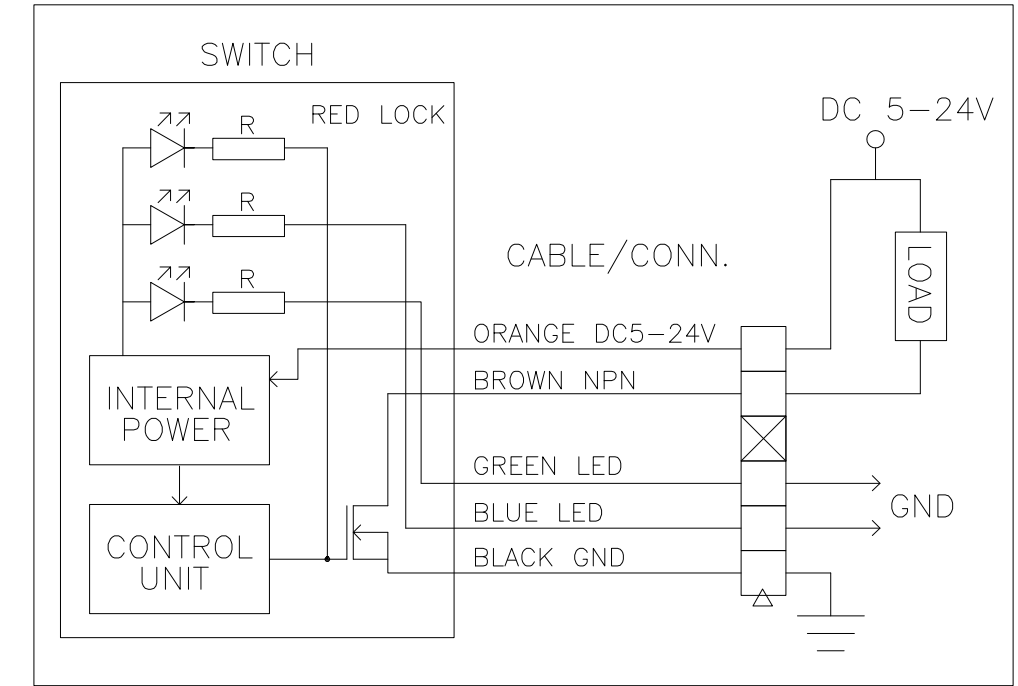 SWITCH
RED LOCK
R
R
R
DC 5-24V
LOAD
CABLE/CONN.
ORANGE DC5-24V
BROWN NPN
INTERNAL
POWER
GREEN LED
BLUE LED
GND
BLACK GND
CONTROL
UNIT